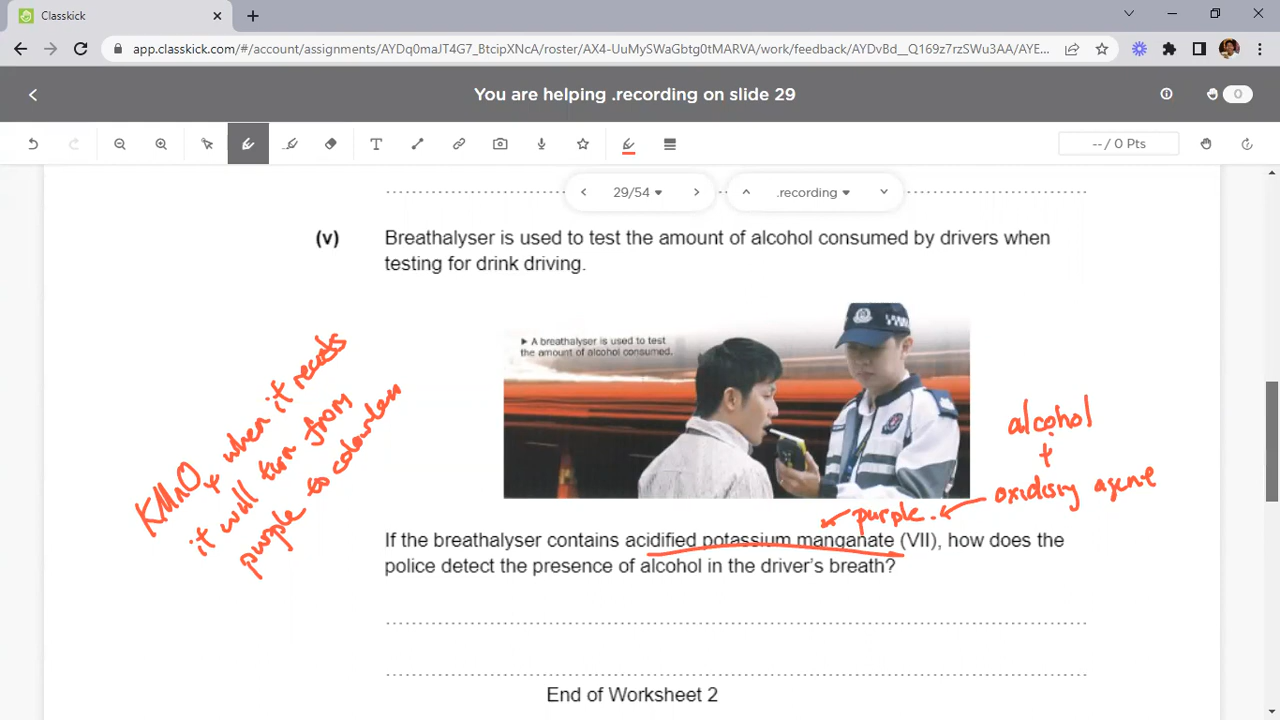 Classkick
app.classkick.com/#/account/assignments/AYDq0maJT4G7_BtcipXNrA/roster/AX4-UuMySWaGbtg0tMARVA/work/feedback/AYDvBd__Q169z7rzSWu3AA/AYE...
You are helping .recording on slide 29
0
T
-- / 0 Pts
29/54
.recording
(v) Breathalyser is used to test the amount of alcohol consumed by drivers when
testing for drink driving.
► A breathalyser is used to test
the amount of alcohol consumed.
KMnO4 when it reacts
it will turn from
purple to colourless
alcohol
+
oxidising agent
purple.
If the breathalyser contains acidified potassium manganate (VII), how does the
police detect the presence of alcohol in the driver's breath?
End of Worksheet 2